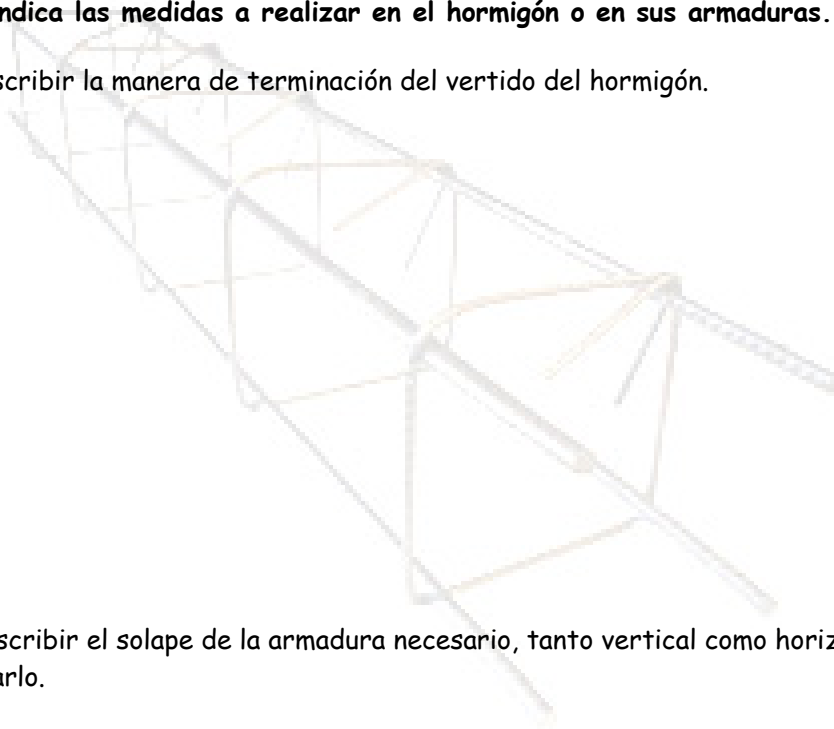 ndica las medidas a realizar en el hormigón o en sus armaduras.
scribir la manera de terminación del vertido del hormigón.
scribir el solape de la armadura necesario, tanto vertical como horiz
arlo.